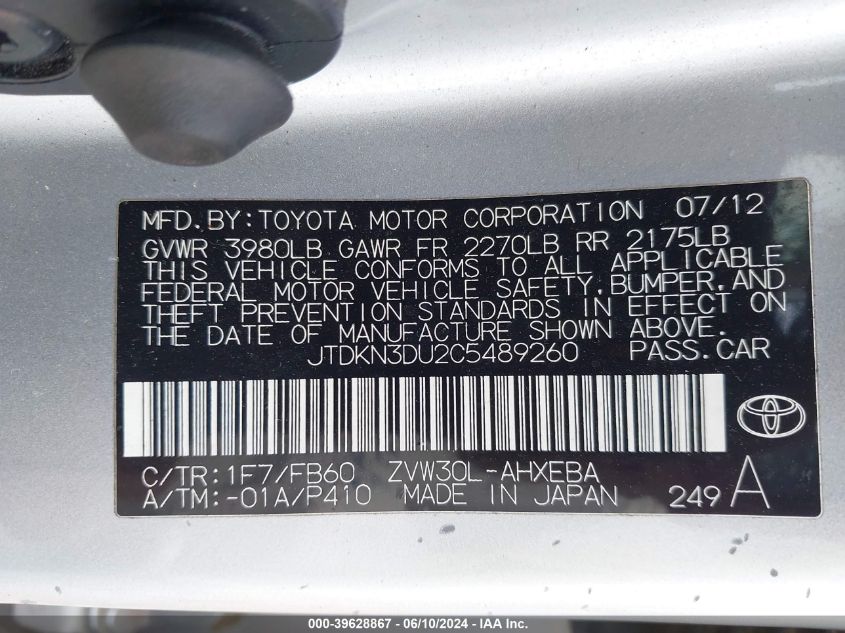 MFD.BY:TOYOTA MOTOR CORPORATION 07/12
GVWR 3980LB GAWR FR 2270LB RR 2175LB
THIS VEHICLE CONFORMS TO ALL APPLICABLE
FEDERAL MOTOR VEHICLE SAFETY,BUMPER,AND
THEFT PREVENTION STANDARDS IN EFFECT ON
THE DATE OF MANUFACTURE SHOWN ABOVE.
JTDKN3DU2C5489260 PASS.CAR
C/TR:1F7/FB60 ZVW30L-AHXEBA
A/TM:-01A/P410 MADE IN JAPAN 249 A
000-39628867 - 06/10/2024 - IAA Inc.